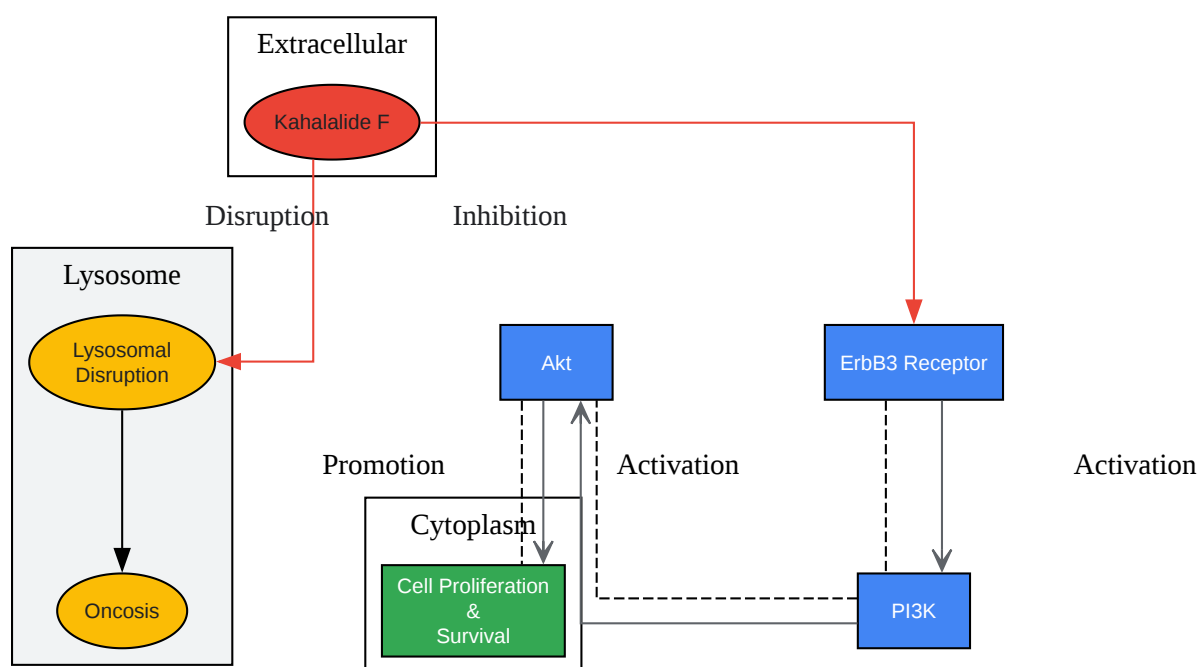 Extracellular
Kahalalide F
Disruption
Inhibition
Lysosome
Lysosomal
Disruption
Akt
ErbB3 Receptor
Promotion
Activation
Activation
Cytoplasm
Cell Proliferation
&
Survival
Oncosis
PI3K